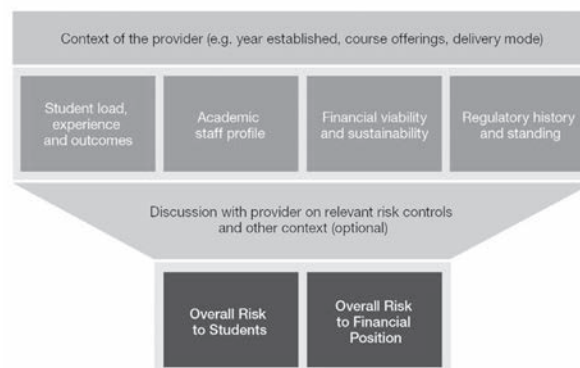 Context of the provider (e.g. year established, course offerings, delivery mode)
Student load,
experience
and outcomes
Academic
staff profile
Financial viability
and sustainability
Regulatory history
and standing
Discussion with provider on relevant risk controls
and other context (optional)
Overall Risk
to Students
Overall Risk
to Financial
Position